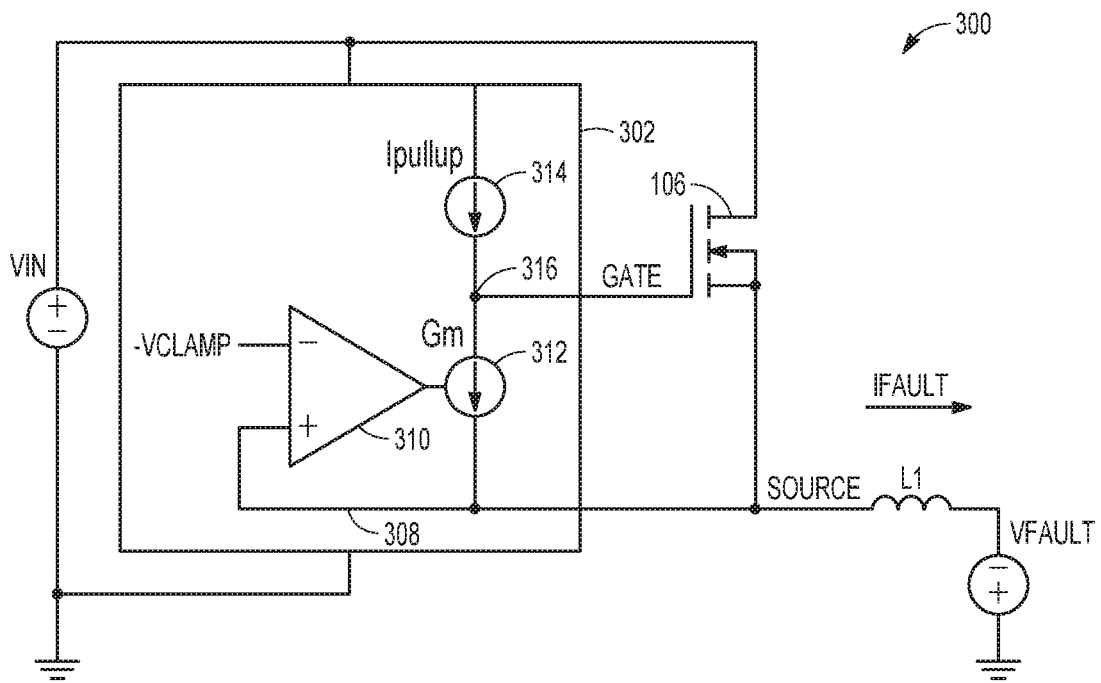 300
302
Ipullup
314
106
VIN
316
GATE
Gm
-VCLAMP
312
IFAULT
310
SOURCE
L1
308
VFAULT